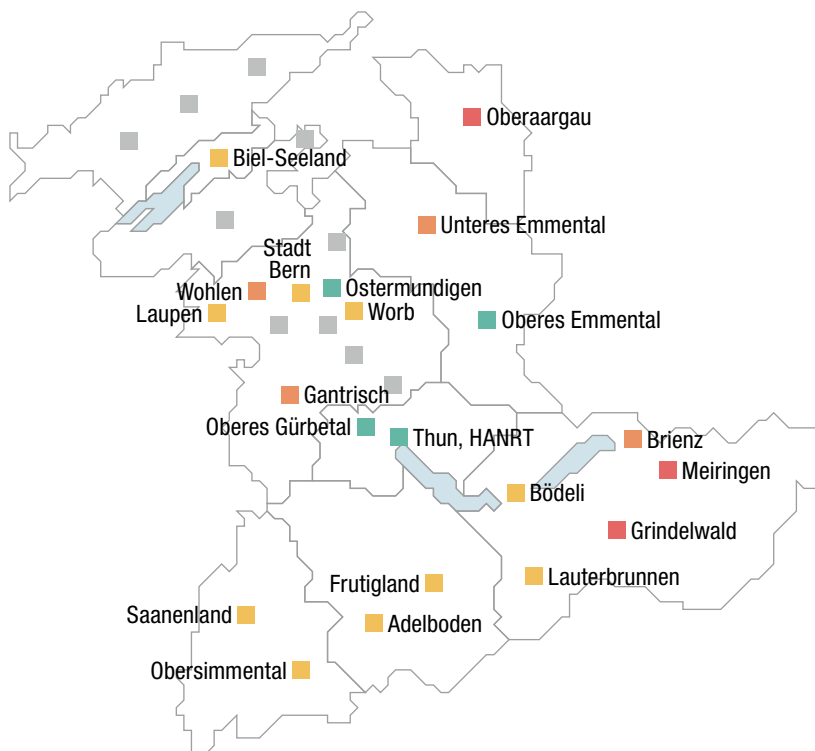 Oberaargau
Biel-Seeland
Unteres Emmental
Stadt
Bern
Wohlen
Ostermundigen
Laupen
Worb
Oberes Emmental
Gantrisch
Oberes Gürbetal
Thun, HANRT
Brienz
Meiringen
Bödeli
Grindelwald
Lauterbrunnen
Frutigland
Saanenland
Adelboden
Obersimmental